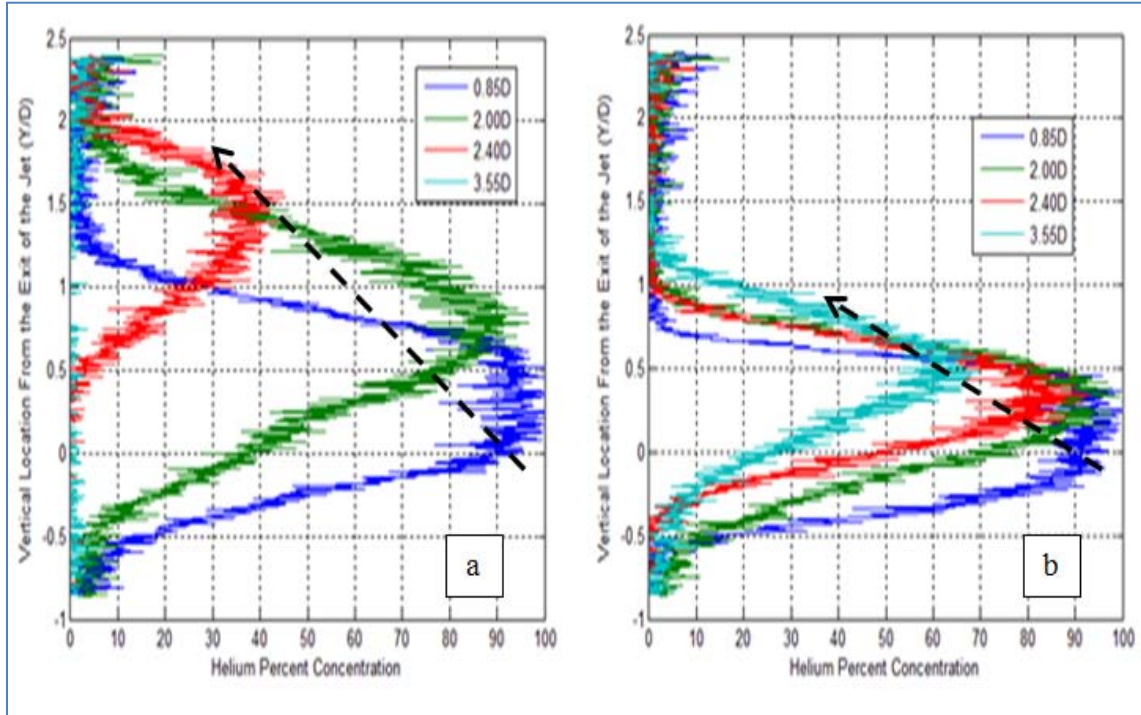 2.5
2
1.5
1
0.5
0
-0.5
-1
0 10 20 30 40 50 60 70 80 90 100
Vertical Location From the Exit of the Jet (Y/D)
Helium Percent Concentration
0.85D
2.00D
2.40D
3.55D
a
2.5
2
1.5
1
0.5
0
-0.5
-1
0 10 20 30 40 50 60 70 80 90 100
Vertical Location From the Exit of the Jet (Y/D)
Helium Percent Concentration
0.85D
2.00D
2.40D
3.55D
b